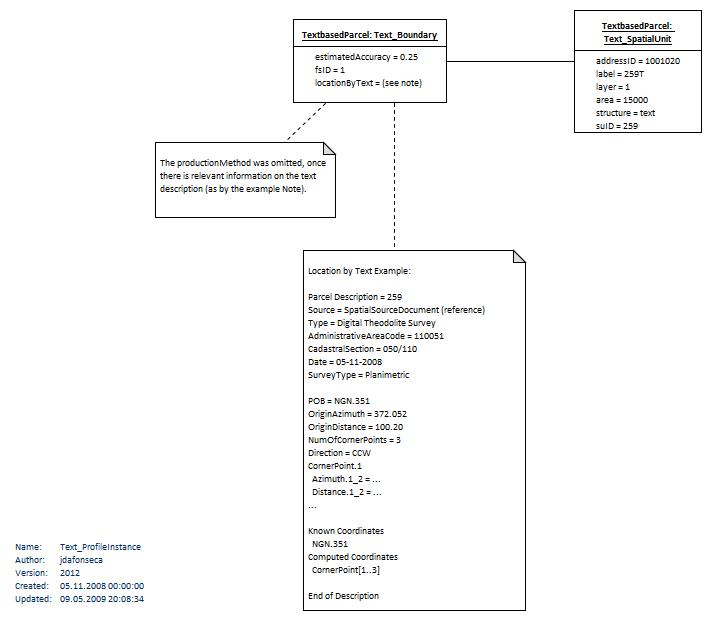 TextbasedParcel: Text_Boundary
estimatedAccuracy = 0.25
fsID = 1
locationByText = (see note)
TextbasedParcel:
Text_SpatialUnit
addressID = 1001020
label = 259T
layer = 1
area = 15000
structure = text
suID = 259
The productionMethod was omitted, once
there is relevant information on the text
description (as by the example Note).
Location by Text Example:
Parcel Description = 259
Source = SpatialSourceDocument (reference)
Type = Digital Theodolite Survey
AdministrativeAreaCode = 110051
CadastralSection = 050/110
Date = 05-11-2008
SurveyType = Planimetric
POB = NGN.351
OriginAzimuth = 372.052
OriginDistance = 100.20
NumOfCornerPoints = 3
Direction = CCW
CornerPoint.1
Azimuth.1_2 = ...
Distance.1_2 = ...
...
Known Coordinates
NGN.351
Computed Coordinates
CornerPoint[1..3]
End of Description
Name: Text_ProfileInstance
Author: jdafonseca
Version: 2012
Created: 05.11.2008 00:00:00
Updated: 09.05.2009 20:08:34